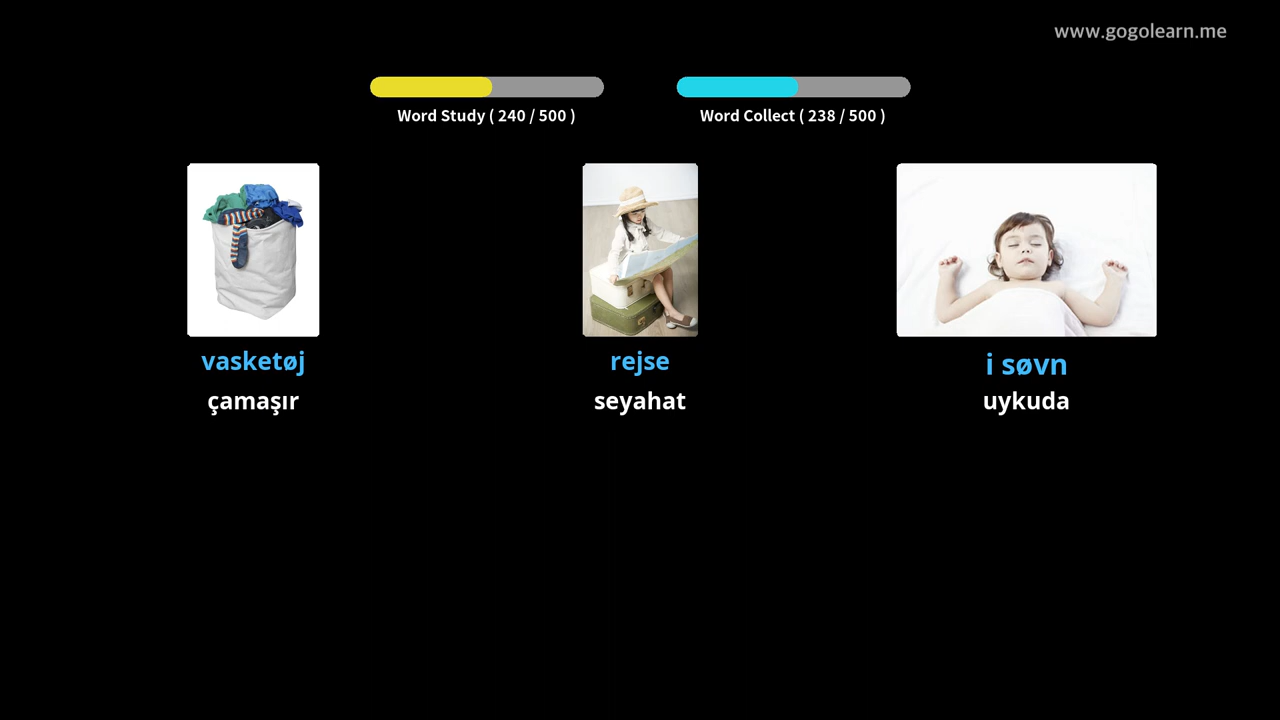 www.gogolearn.me
Word Study ( 240 / 500 )
Word Collect ( 238 / 500 )
vasketøj
rejse
i søvn
çamaşır
seyahat
uykuda